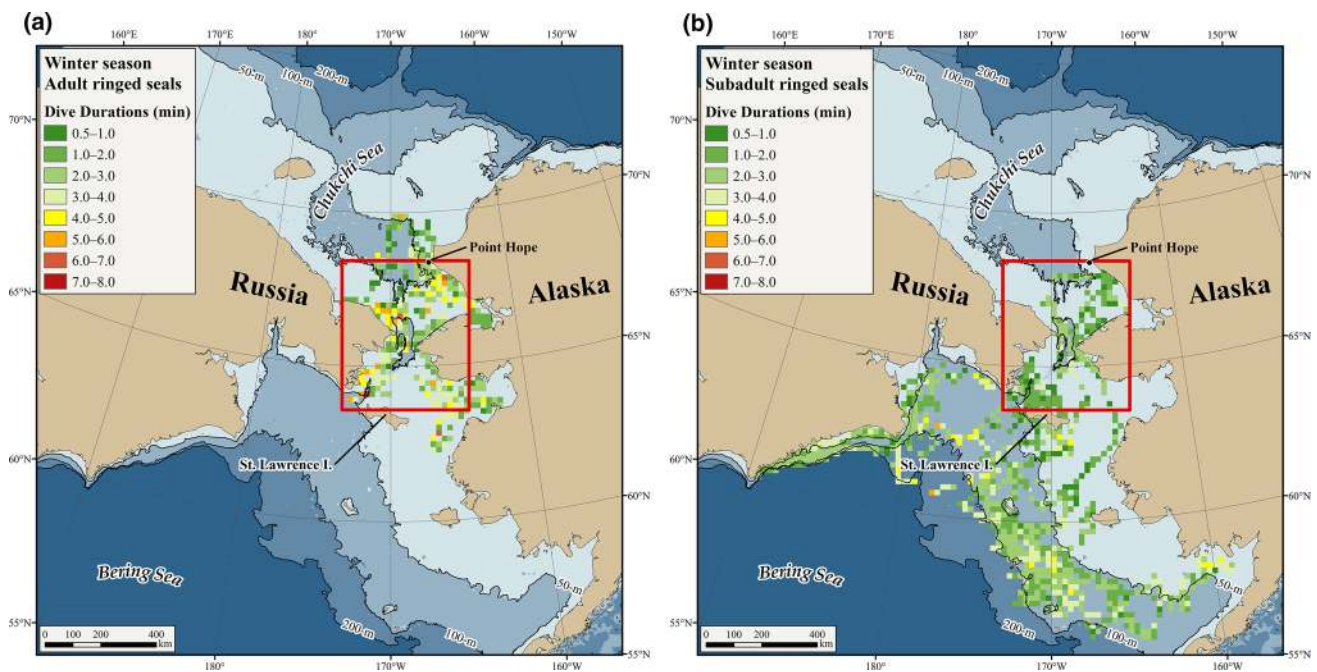 (a)
160°E
170°E
180°
170°W
160°W
150°W
Winter season
Adult ringed seals
Dive Durations (min)
0.5–1.0
1.0–2.0
2.0–3.0
3.0–4.0
4.0–5.0
5.0–6.0
6.0–7.0
7.0–8.0
50-m
100-m
200-m
70°N
70°N
Chukchi Sea
Point Hope
Russia
Alaska
65°N
65°N
St. Lawrence I.
60°N
60°N
Bering Sea
50-m
100-m
200-m
55°N
55°N
0 100 200 400
km
180°
170°W
160°W
(b)
160°E
170°E
180°
170°W
160°W
150°W
Winter season
Subadult ringed seals
Dive Durations (min)
0.5–1.0
1.0–2.0
2.0–3.0
3.0–4.0
4.0–5.0
5.0–6.0
6.0–7.0
7.0–8.0
50-m
100-m
200-m
70°N
70°N
Chukchi Sea
Point Hope
Russia
Alaska
65°N
65°N
St. Lawrence I.
60°N
60°N
Bering Sea
50-m
100-m
200-m
55°N
55°N
0 100 200 400
km
180°
170°W
160°W